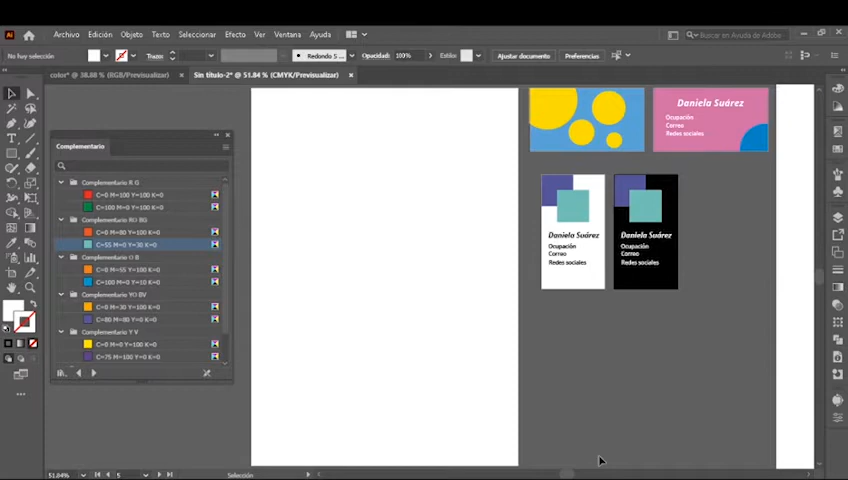 Ai Archivo Edición Objeto Texto Seleccionar Efecto Ver Ventana Ayuda Buscar en Ayuda de Adobe
No hay selección Trazo: Redondo 5 ... Opacidad: 100% Estilo: Ajustar documento Preferencias
color* @ 38.88 % (RGB/Previsualizar) × Sin título-2* @ 51.84 % (CMYK/Previsualizar) ×
Complementario
Complementario R G
C=0 M=100 Y=100 K=0
C=100 M=0 Y=100 K=0
Complementario RO BG
C=0 M=80 Y=100 K=0
C=55 M=0 Y=30 K=0
Complementario O B
C=0 M=55 Y=100 K=0
C=100 M=0 Y=10 K=0
Complementario YO BV
C=0 M=30 Y=100 K=0
C=80 M=80 Y=0 K=0
Complementario Y V
C=0 M=0 Y=100 K=0
C=75 M=100 Y=0 K=0
Daniela Suárez
Ocupación
Correo
Redes sociales
Daniela Suárez
Ocupación
Correo
Redes sociales
Daniela Suárez
Ocupación
Correo
Redes sociales
51.84% 5 Selección